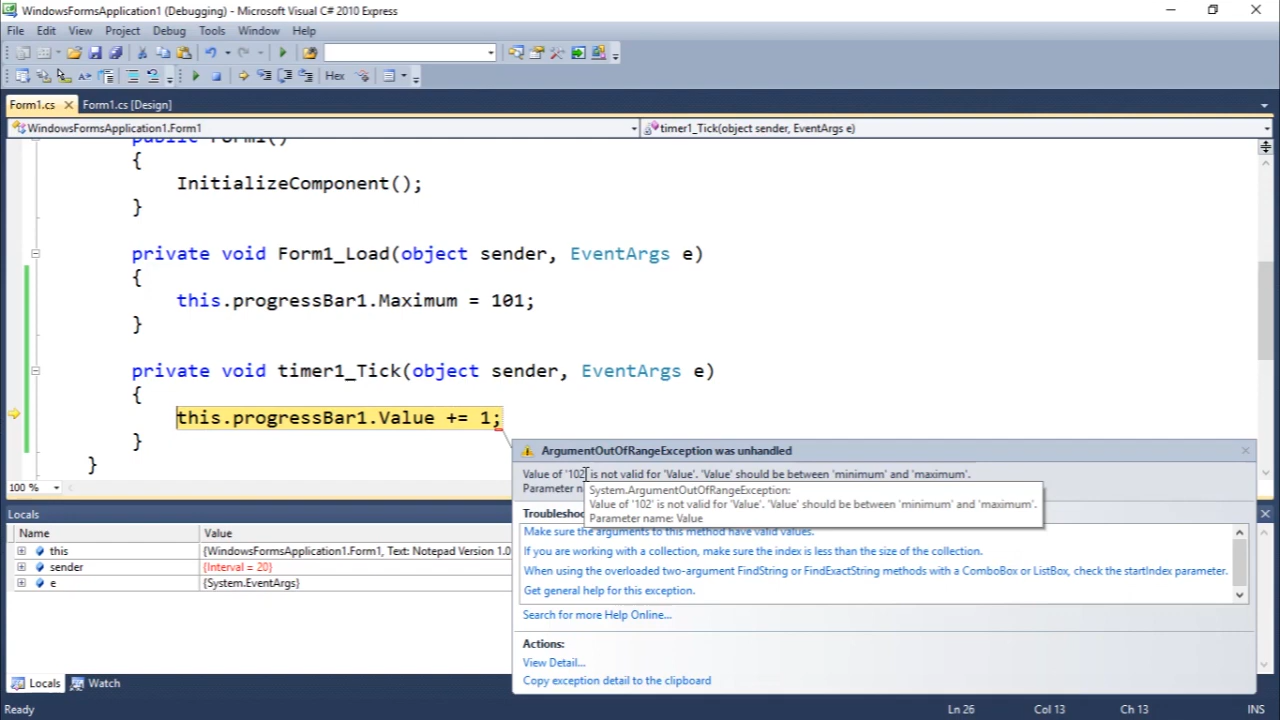 WindowsFormsApplication1 (Debugging) - Microsoft Visual C# 2010 Express
File Edit View Project Debug Tools Window Help
Hex
Form1.cs Form1.cs [Design]
WindowsFormsApplication1.Form1 timer1_Tick(object sender, EventArgs e)
public Form1()
{
InitializeComponent();
}
private void Form1_Load(object sender, EventArgs e)
{
this.progressBar1.Maximum = 101;
}
private void timer1_Tick(object sender, EventArgs e)
{
this.progressBar1.Value += 1;
}
}
100 %
ArgumentOutOfRangeException was unhandled
Value of '102' is not valid for 'Value'. 'Value' should be between 'minimum' and 'maximum'.
Parameter n
System.ArgumentOutOfRangeException:
Value of '102' is not valid for 'Value'. 'Value' should be between 'minimum' and 'maximum'.
Parameter name: Value
Troubleshoo
Make sure the arguments to this method have valid values.
If you are working with a collection, make sure the index is less than the size of the collection.
When using the overloaded two-argument FindString or FindExactString methods with a ComboBox or ListBox, check the startIndex parameter.
Get general help for this exception.
Search for more Help Online...
Actions:
View Detail...
Copy exception detail to the clipboard
Locals
Name Value
this {WindowsFormsApplication1.Form1, Text: Notepad Version 1.0
sender {Interval = 20}
e {System.EventArgs}
Locals Watch
Ready Ln 26 Col 13 Ch 13 INS